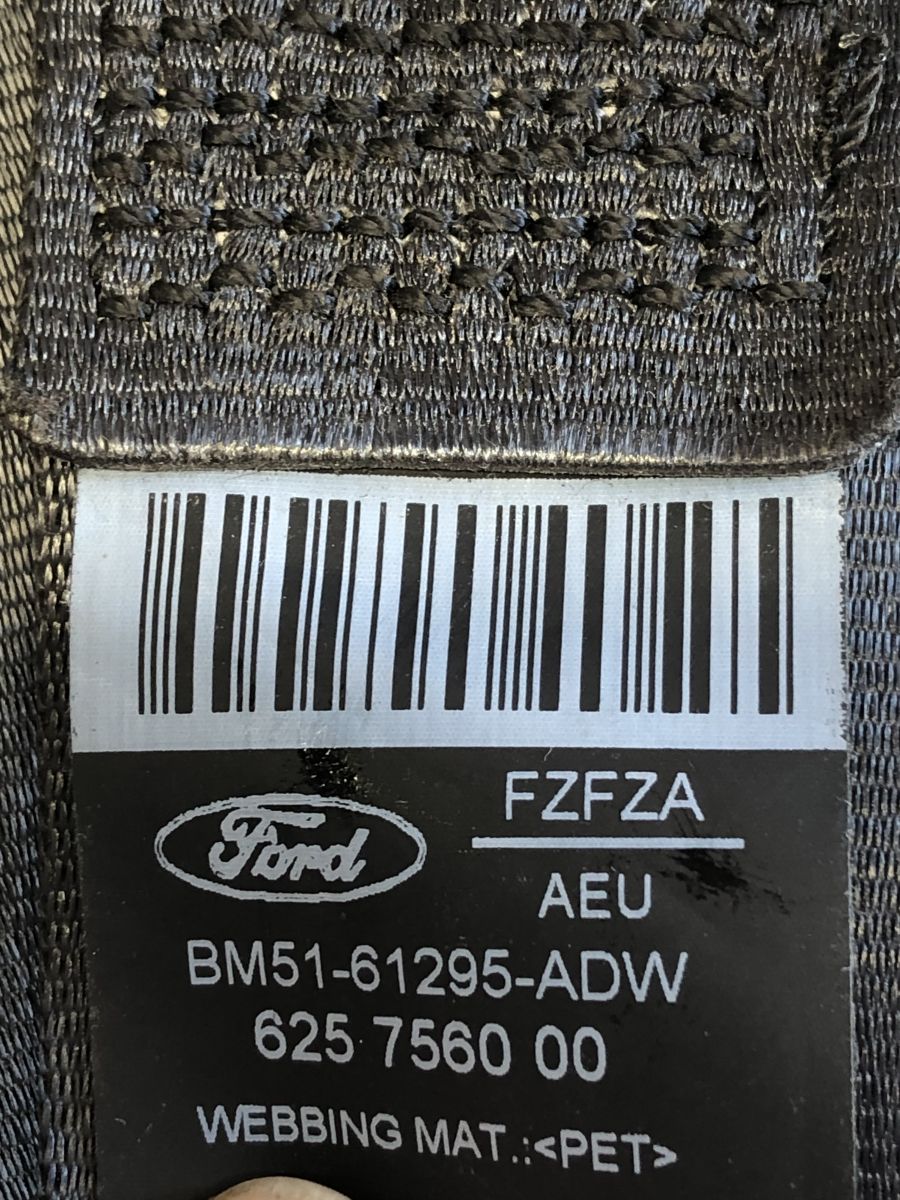 FZFZA
Ford
AEU
BM51-61295-ADW
625 7560 00
WEBBING MAT.:<PET>